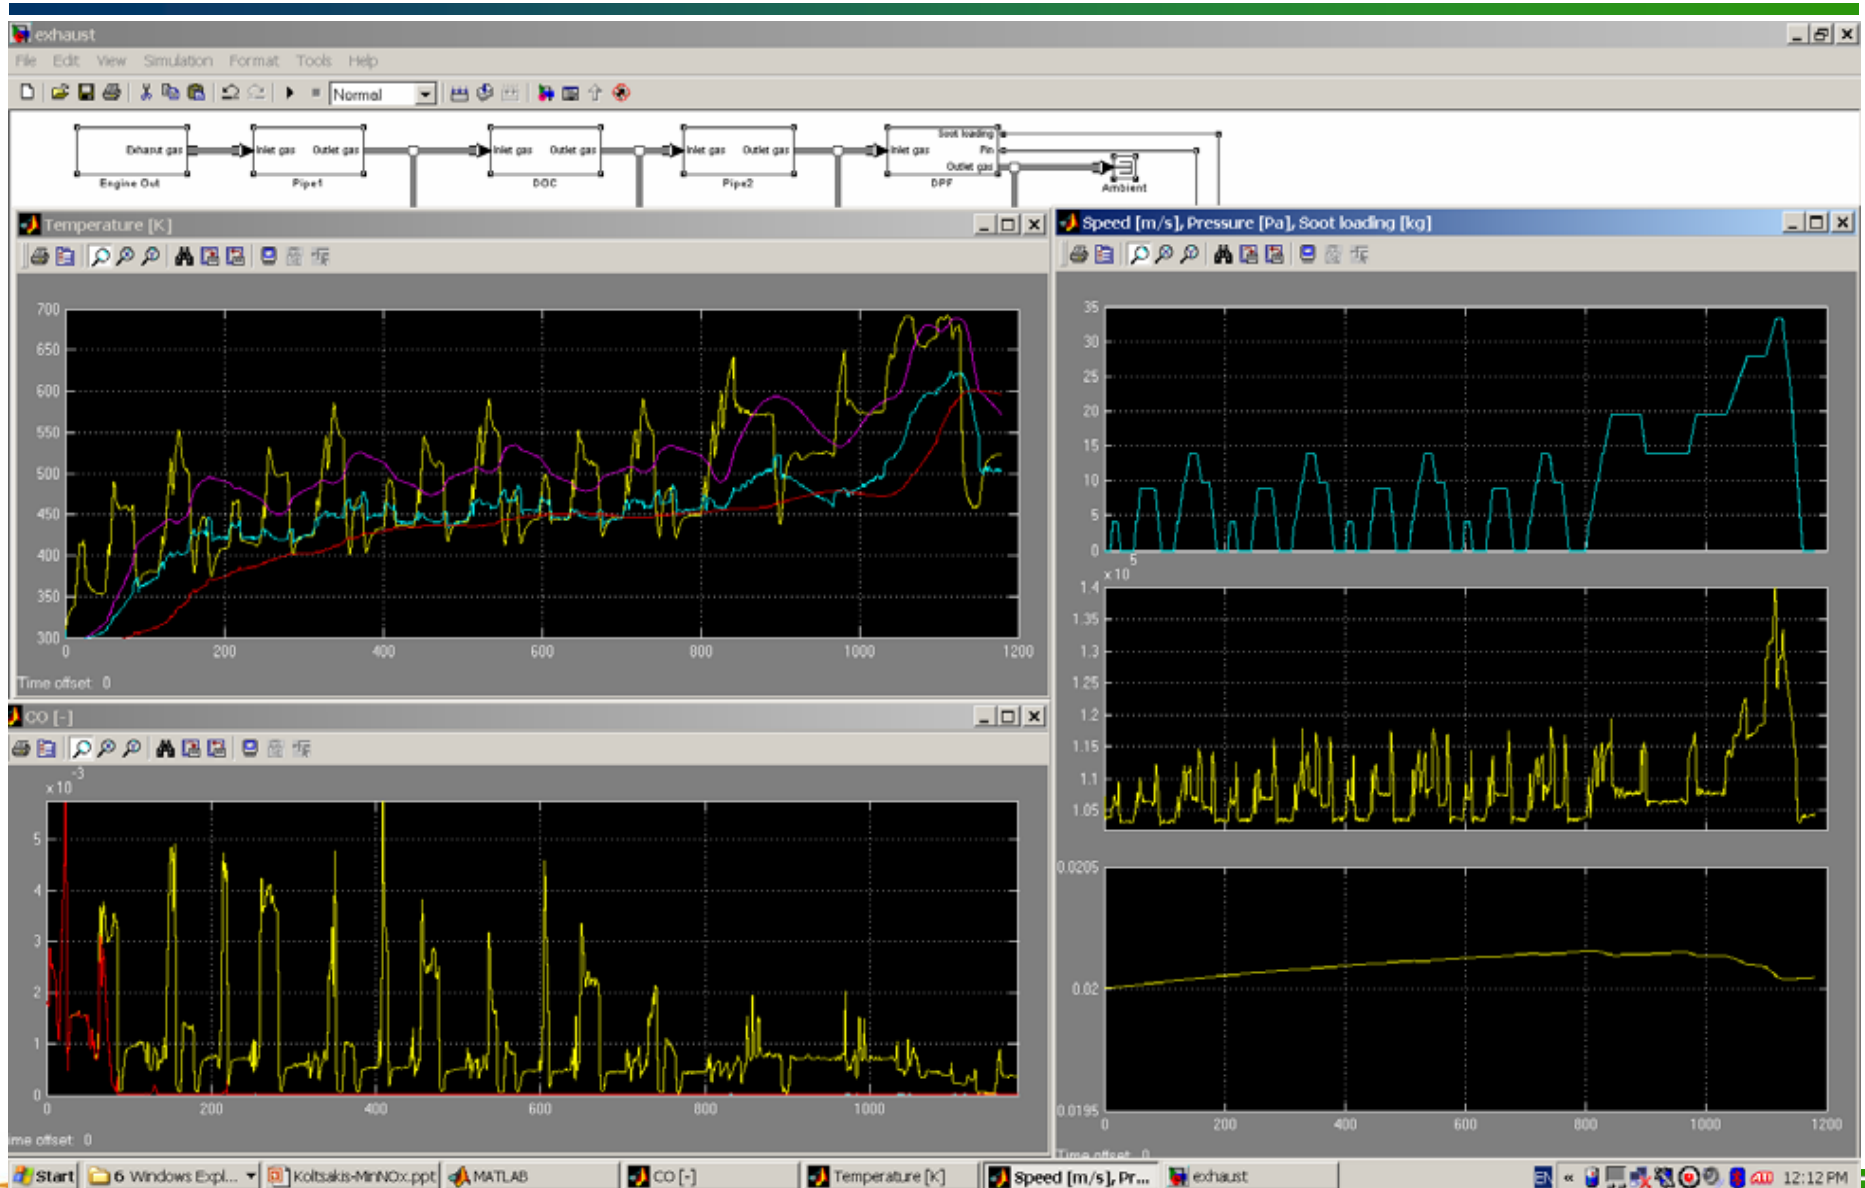 exhaust
File Edit View Simulation Format Tools Help
Normal
Exhasut gas
Engine Out
Inlet gas Outlet gas
Pipe1
Inlet gas Outlet gas
DOC
Inlet gas Outlet gas
Pipe2
Soot loading
Inlet gas Pin
Outlet gas
DPF
Ambient
Temperature [K]
700
650
600
550
500
450
400
350
300
0 200 400 600 800 1000 1200
Time offset: 0
CO [-]
x 10^-3
5
4
3
2
1
0
0 200 400 600 800 1000
me offset: 0
Speed [m/s], Pressure [Pa], Soot loading [kg]
35
30
25
20
15
10
5
0
x 10^5
1.4
1.35
1.3
1.25
1.2
1.15
1.1
1.05
0.0205
0.02
0.0195
0 200 400 600 800 1000 1200
Time offset: 0
Start 6 Windows Expl... Koltsakis-MinNOx.ppt MATLAB CO [-] Temperature [K] Speed [m/s], Pr... exhaust EN « 12:12 PM